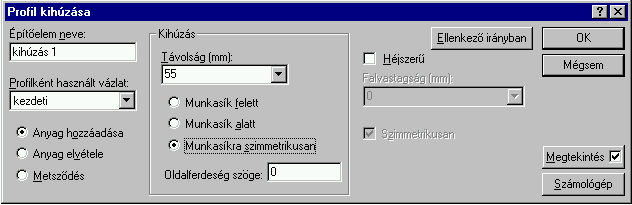 Profil kihúzása
Építőelem neve:
kihúzás 1
Profilként használt vázlat:
kezdeti
Anyag hozzáadása
Anyag elvétele
Metsződés
Kihúzás
Távolság (mm):
55
Munkasík felett
Munkasík alatt
Munkasíkra szimmetrikusan
Oldalferdeség szöge:
0
Ellenkező irányban
Héjszerű
Falvastagság (mm):
0
Szimmetrikusan
OK
Mégsem
Megtekintés
Számológép